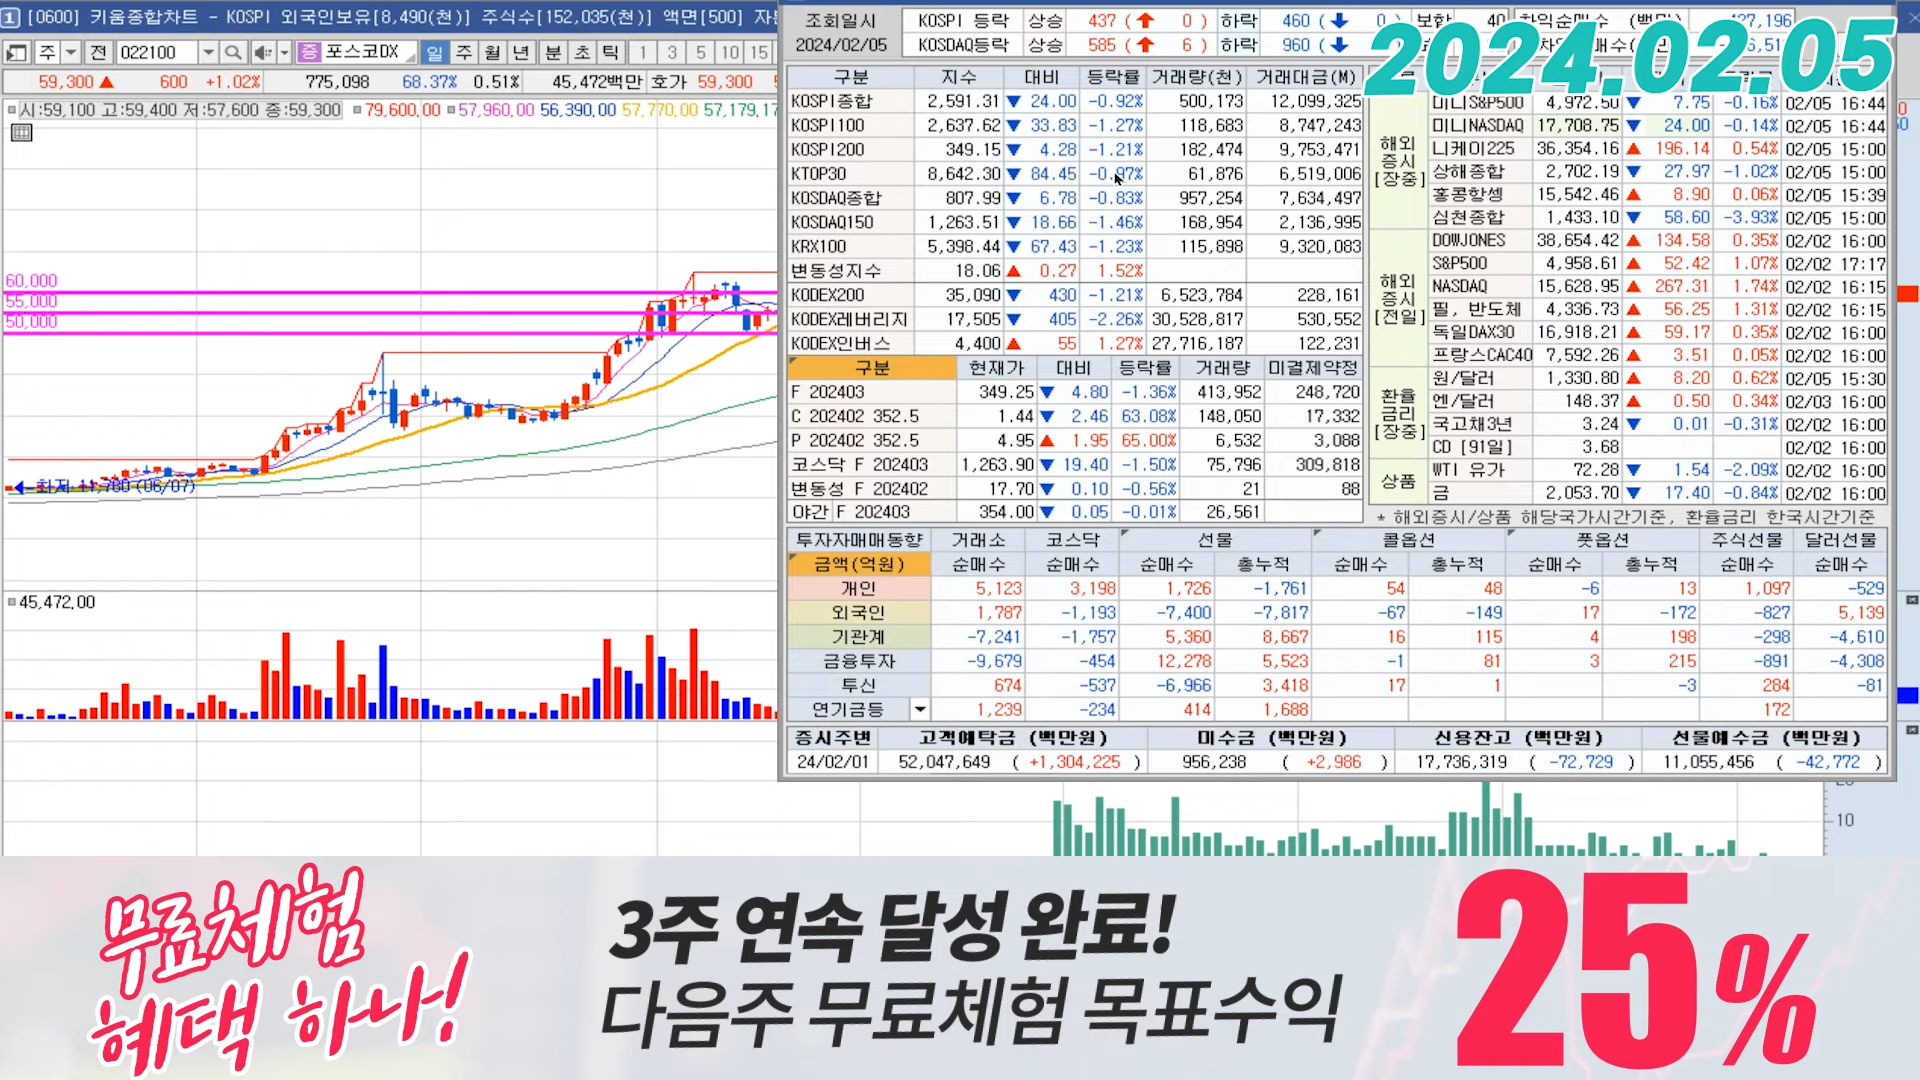 [0600] 키움종합차트 - KOSPI 외국인보유[8,490(천)] 주식수[152,035(천)] 액면[500]
주 전 022100 증 포스코DX 일 주 월 년 분 초 틱 1 3 5 10 15
59,300 ▲ 600 +1.02% 775,098 68.37% 0.51% 45,472백만 호가 59,300
시:59,100 고:59,400 저:57,600 종:59,300 79,600.00 57,960.00 56,390.00 57,770.00
60,000
55,000
50,000
최저 11,780 (06/07)
45,472.00
조회일시 KOSPI 등락 상승 437 ( ↑ 0 ) 하락 460 ( ↓ 0 보합 40
2024/02/05 KOSDAQ등락 상승 585 ( ↑ 6 ) 하락 960 ( ↓
2024.02.05
구분 지수 대비 등락률 거래량(천) 거래대금(M)
KOSPI종합 2,591.31 ▼ 24.00 -0.92% 500,173 12,099,325
KOSPI100 2,637.62 ▼ 33.83 -1.27% 118,683 8,747,243
KOSPI200 349.15 ▼ 4.28 -1.21% 182,474 9,753,471
KTOP30 8,642.30 ▼ 84.45 -0.97% 61,876 6,519,006
KOSDAQ종합 807.99 ▼ 6.78 -0.83% 957,254 7,634,497
KOSDAQ150 1,263.51 ▼ 18.66 -1.46% 168,954 2,136,995
KRX100 5,398.44 ▼ 67.43 -1.23% 115,898 9,320,083
변동성지수 18.06 ▲ 0.27 1.52%
KODEX200 35,090 ▼ 430 -1.21% 6,523,784 228,161
KODEX레버리지 17,505 ▼ 405 -2.26% 30,528,817 530,552
KODEX인버스 4,400 ▲ 55 1.27% 27,716,187 122,231
구분 현재가 대비 등락률 거래량 미결제약정
F 202403 349.25 ▼ 4.80 -1.36% 413,952 248,720
C 202402 352.5 1.44 ▼ 2.46 63.08% 148,050 17,332
P 202402 352.5 4.95 ▲ 1.95 65.00% 6,532 3,088
코스닥 F 202403 1,263.90 ▼ 19.40 -1.50% 75,796 309,818
변동성 F 202402 17.70 ▼ 0.10 -0.56% 21 88
야간 F 202403 354.00 ▼ 0.05 -0.01% 26,561
해외
증시
[장중]
미니S&P500 4,972.50 ▼ 7.75 -0.16% 02/05 16:44
미니NASDAQ 17,708.75 ▼ 24.00 -0.14% 02/05 16:44
니케이225 36,354.16 ▲ 196.14 0.54% 02/05 15:00
상해종합 2,702.19 ▼ 27.97 -1.02% 02/05 15:00
홍콩항셍 15,542.46 ▲ 8.90 0.06% 02/05 15:39
심천종합 1,433.10 ▼ 58.60 -3.93% 02/05 15:00
해외
증시
[전일]
DOWJONES 38,654.42 ▲ 134.58 0.35% 02/02 16:00
S&P500 4,958.61 ▲ 52.42 1.07% 02/02 17:17
NASDAQ 15,628.95 ▲ 267.31 1.74% 02/02 16:15
필. 반도체 4,336.73 ▲ 56.25 1.31% 02/02 16:15
독일DAX30 16,918.21 ▲ 59.17 0.35% 02/02 16:00
프랑스CAC40 7,592.26 ▲ 3.51 0.05% 02/02 16:00
환율
금리
[장중]
원/달러 1,330.80 ▲ 8.20 0.62% 02/05 15:30
엔/달러 148.37 ▲ 0.50 0.34% 02/03 16:00
국고채3년 3.24 ▼ 0.01 -0.31% 02/02 16:00
CD [91일] 3.68 02/02 16:00
상품
WTI 유가 72.28 ▼ 1.54 -2.09% 02/02 16:00
금 2,053.70 ▼ 17.40 -0.84% 02/02 16:00
* 해외증시/상품 해당국가시간기준, 환율금리 한국시간기준
투자자매매동향 거래소 코스닥 선물 콜옵션 풋옵션 주식선물 달러선물
금액(억원) 순매수 순매수 순매수 총누적 순매수 총누적 순매수 총누적 순매수 순매수
개인 5,123 3,198 1,726 -1,761 54 48 -6 13 1,097 -529
외국인 1,787 -1,193 -7,400 -7,817 -67 -149 17 -172 -827 5,139
기관계 -7,241 -1,757 5,360 8,667 16 115 4 198 -298 -4,610
금융투자 -9,679 -454 12,278 5,523 -1 81 3 215 -891 -4,308
투신 674 -537 -6,966 3,418 17 1 -3 284 -81
연기금등 1,239 -234 414 1,688 172
증시주변 고객예탁금 (백만원) 미수금 (백만원) 신용잔고 (백만원) 선물예수금 (백만원)
24/02/01 52,047,649 ( +1,304,225 ) 956,238 ( +2,986 ) 17,736,319 ( -72,729 ) 11,055,456 ( -42,772 )
10
무료체험
혜택 하나!
3주 연속 달성 완료!
다음주 무료체험 목표수익
25%